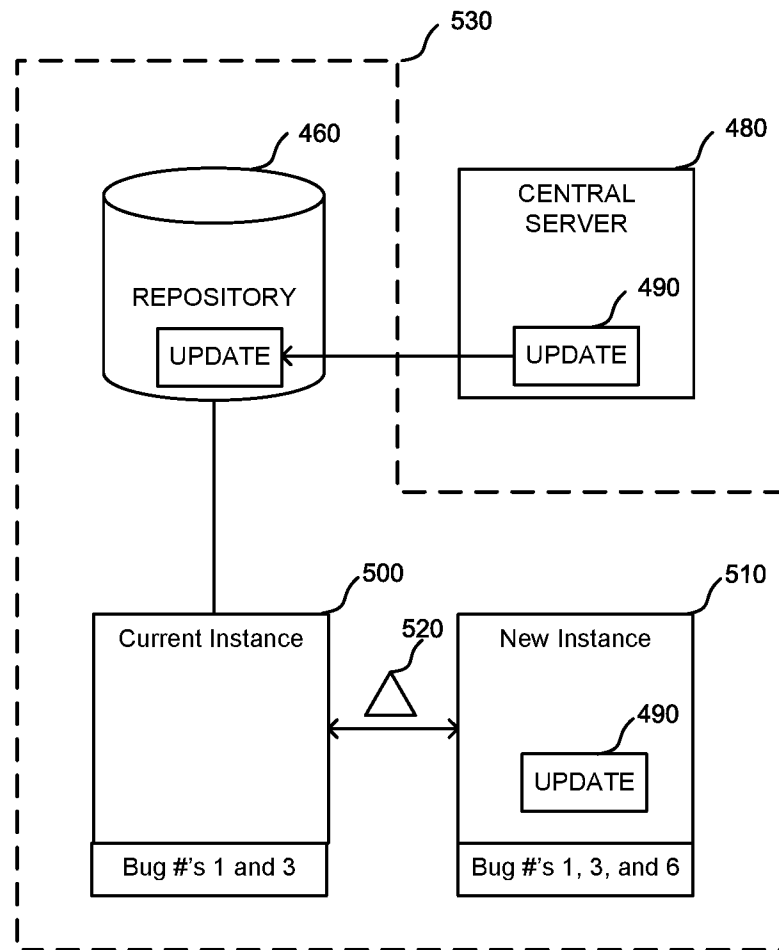 530
460
480
CENTRAL
SERVER
490
REPOSITORY
UPDATE
UPDATE
500
510
Current Instance
520
New Instance
490
UPDATE
Bug #'s 1 and 3
Bug #'s 1, 3, and 6